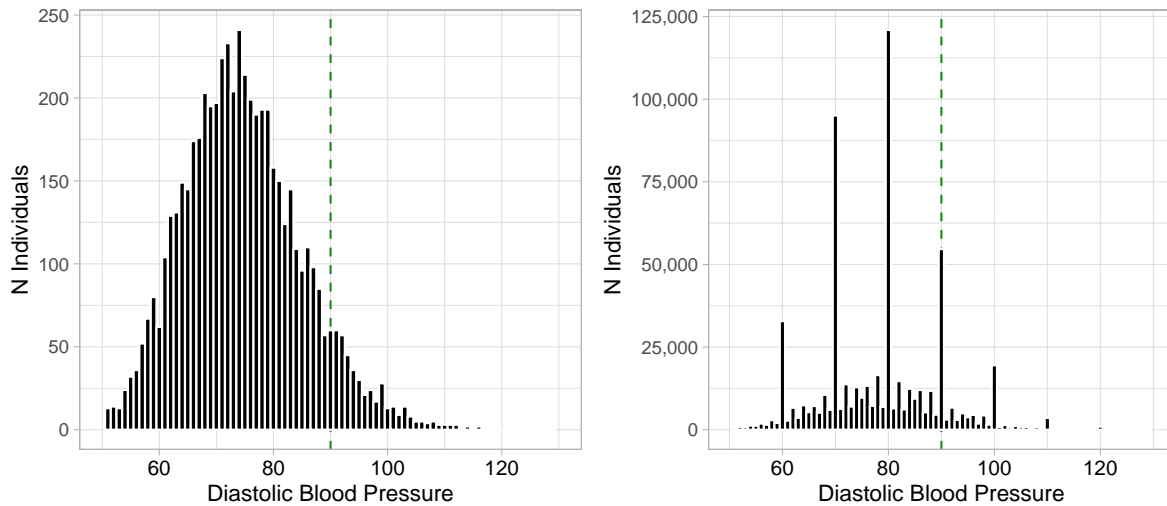 250
200
150
100
50
0
N Individuals
60 80 100 120
Diastolic Blood Pressure
125,000
100,000
75,000
50,000
25,000
0
N Individuals
60 80 100 120
Diastolic Blood Pressure